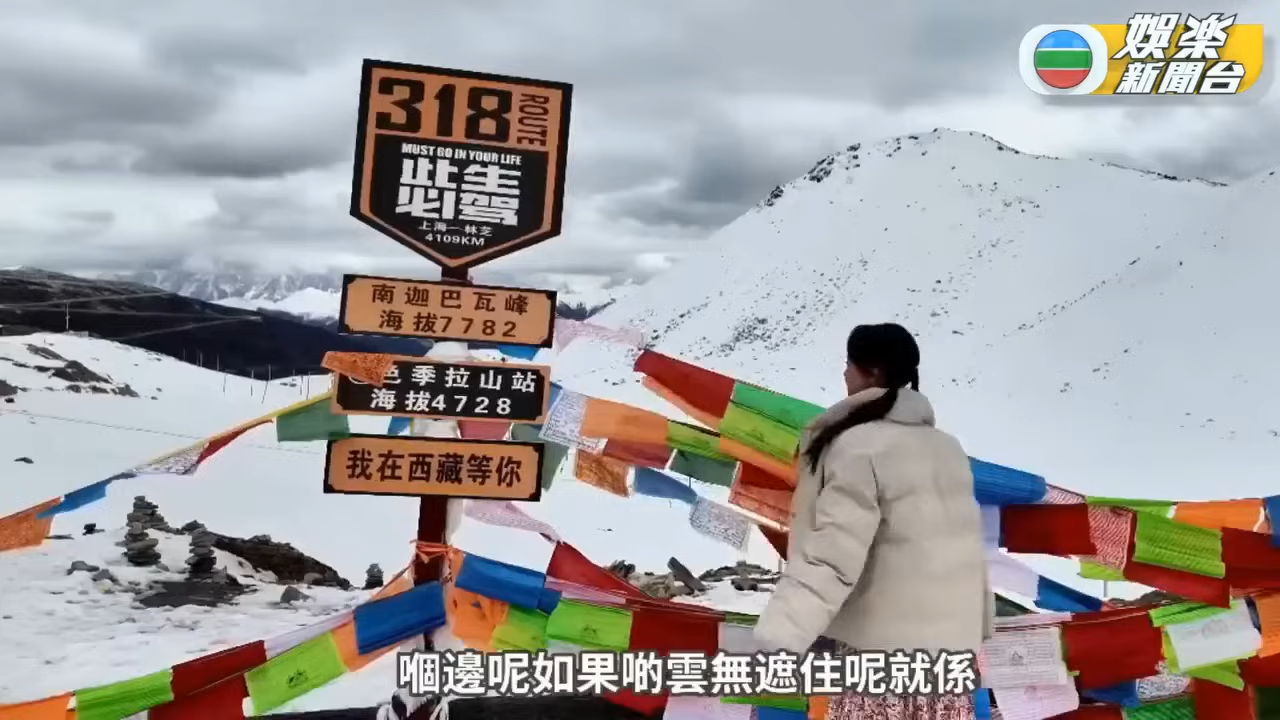 娛楽
新聞台
318
ROUTE
MUST GO IN YOUR LIFE
此生
必驾
上海—林芝
4109KM
南迦巴瓦峰
海拔7782
色季拉山站
海拔4728
我在西藏等你
嗰邊呢如果啲雲無遮住呢就係